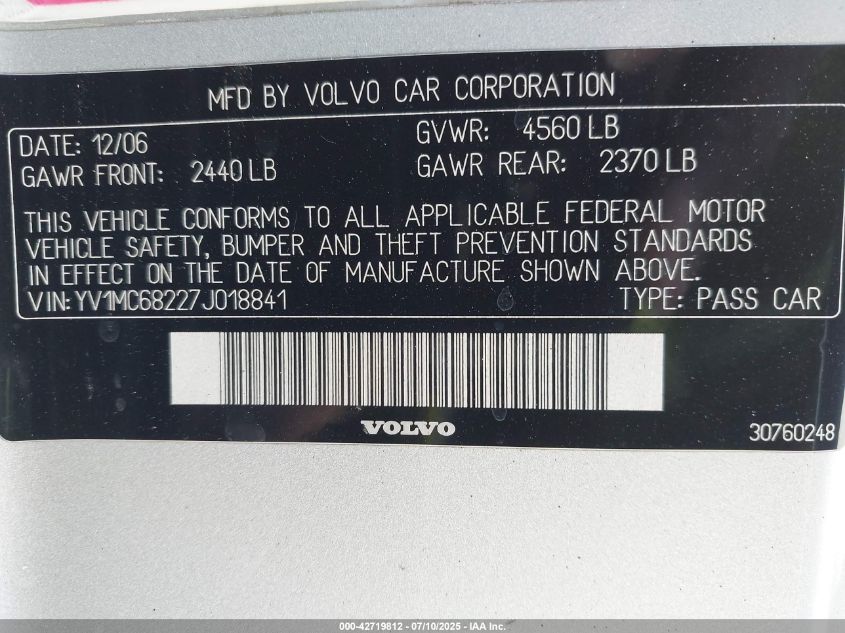 MFD BY VOLVO CAR CORPORATION
DATE: 12/06 GVWR: 4560 LB
GAWR FRONT: 2440 LB GAWR REAR: 2370 LB
THIS VEHICLE CONFORMS TO ALL APPLICABLE FEDERAL MOTOR
VEHICLE SAFETY, BUMPER AND THEFT PREVENTION STANDARDS
IN EFFECT ON THE DATE OF MANUFACTURE SHOWN ABOVE.
VIN: YV1MC68227J018841 TYPE: PASS CAR
VOLVO
30760248
000-42719812 - 07/10/2025 - IAA Inc.